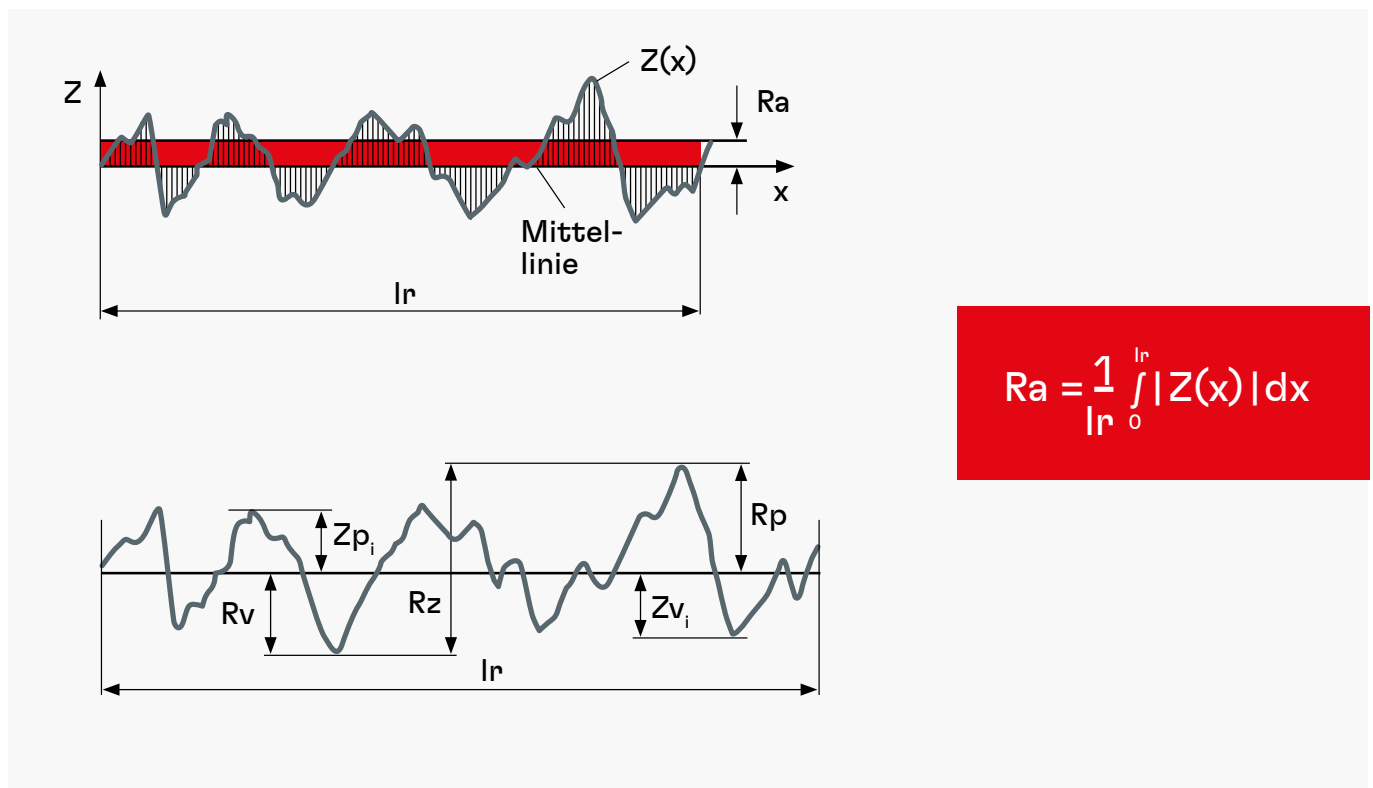 Z(x)
Z
Ra
x
Mittel-
linie
lr
Ra = 1/lr ∫ lr 0 |Z(x)|dx
Zpᵢ
Rp
Rv
Rz
Zvᵢ
lr